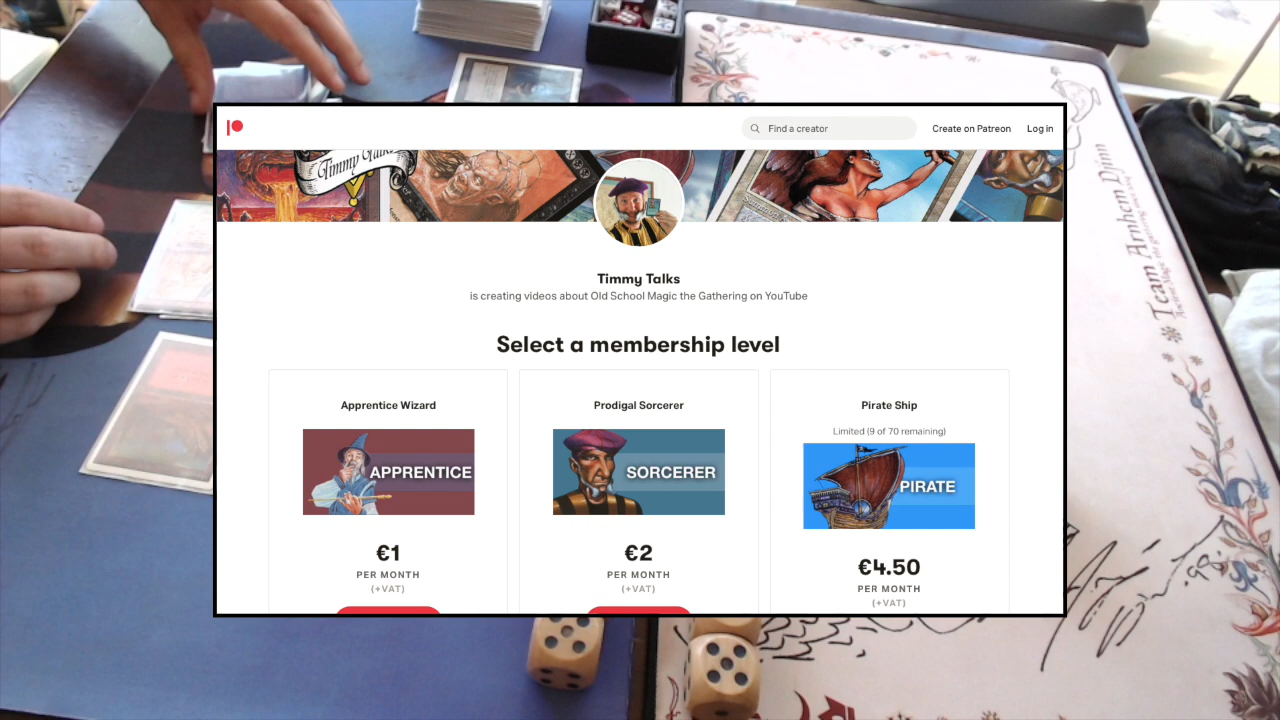 Find a creator
Create on Patreon
Log in
Timmy Talks
Timmy Talks
is creating videos about Old School Magic the Gathering on YouTube
Select a membership level
Apprentice Wizard
APPRENTICE
€1
PER MONTH
(+VAT)
Prodigal Sorcerer
SORCERER
€2
PER MONTH
(+VAT)
Pirate Ship
Limited (9 of 70 remaining)
PIRATE
€4.50
PER MONTH
(+VAT)
Team Arnhem Djinn